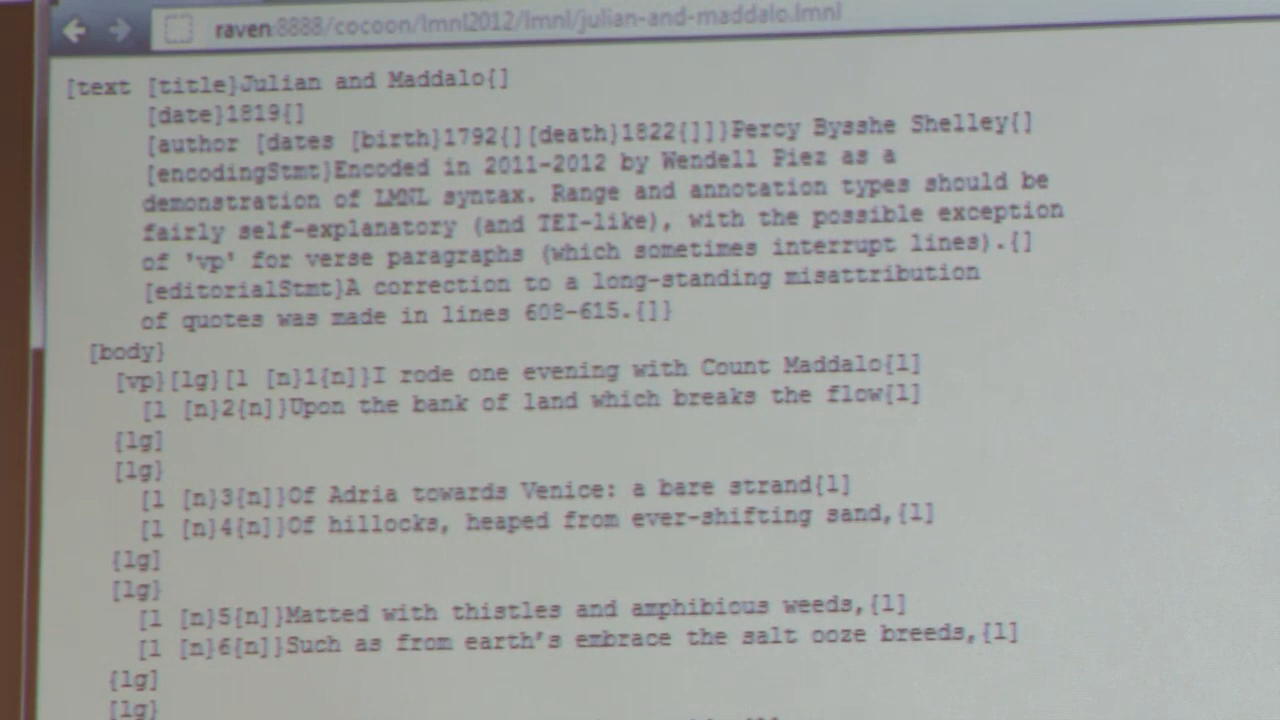 raven:8888/cocoon/lmnl2012/lmnl/julian-and-maddalo.lmnl
[text [title}Julian and Maddalo{]
[date}1819{]
[author [dates [birth}1792{][death}1822{]]}Percy Bysshe Shelley{]
[encodingStmt}Encoded in 2011-2012 by Wendell Piez as a
demonstration of LMNL syntax. Range and annotation types should be
fairly self-explanatory (and TEI-like), with the possible exception
of 'vp' for verse paragraphs (which sometimes interrupt lines).{]
[editorialStmt}A correction to a long-standing misattribution
of quotes was made in lines 608-615.{]}
[body}
[vp}[lg}[l [n}1{n]}I rode one evening with Count Maddalo{l]
[l [n}2{n]}Upon the bank of land which breaks the flow{l]
{lg]
[lg}
[l [n}3{n]}Of Adria towards Venice: a bare strand{l]
[l [n}4{n]}Of hillocks, heaped from ever-shifting sand,{l]
{lg]
[lg}
[l [n}5{n]}Matted with thistles and amphibious weeds,{l]
[l [n}6{n]}Such as from earth's embrace the salt ooze breeds,{l]
{lg]
[lg}